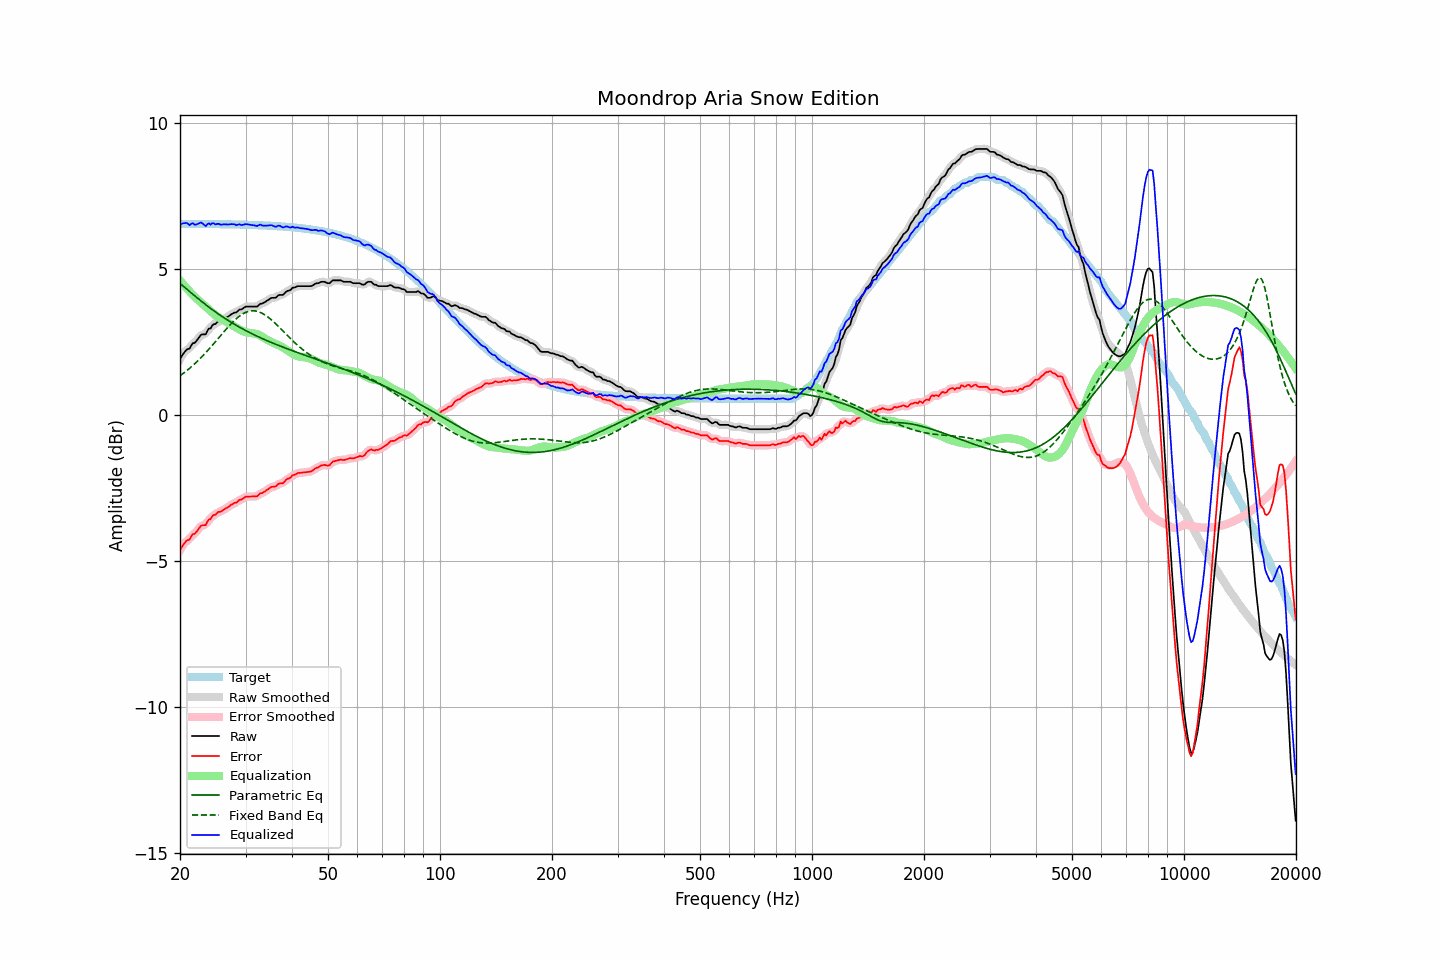 Moondrop Aria Snow Edition
Amplitude (dBr)
10
5
0
−5
−10
−15
Target
Raw Smoothed
Error Smoothed
Raw
Error
Equalization
Parametric Eq
Fixed Band Eq
Equalized
20 50 100 200 500 1000 2000 5000 10000 20000
Frequency (Hz)